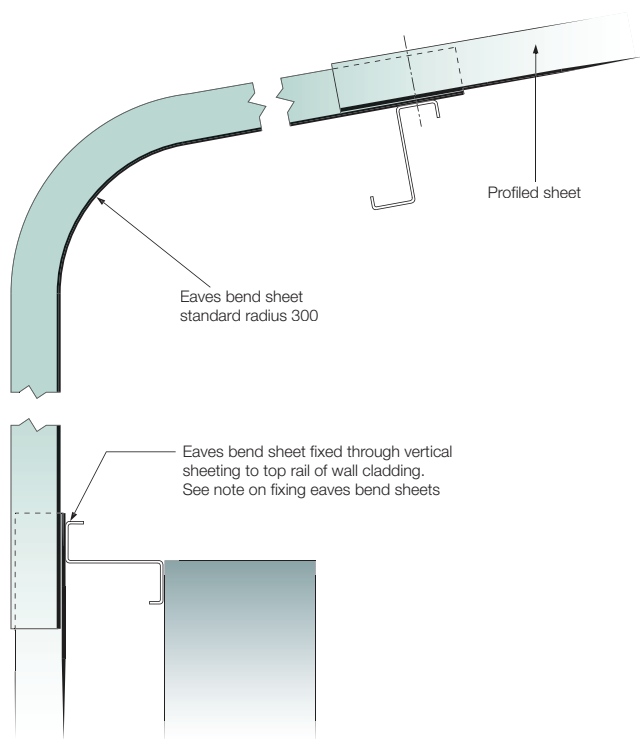 Profiled sheet
Eaves bend sheet
standard radius 300
Eaves bend sheet fixed through vertical
sheeting to top rail of wall cladding.
See note on fixing eaves bend sheets